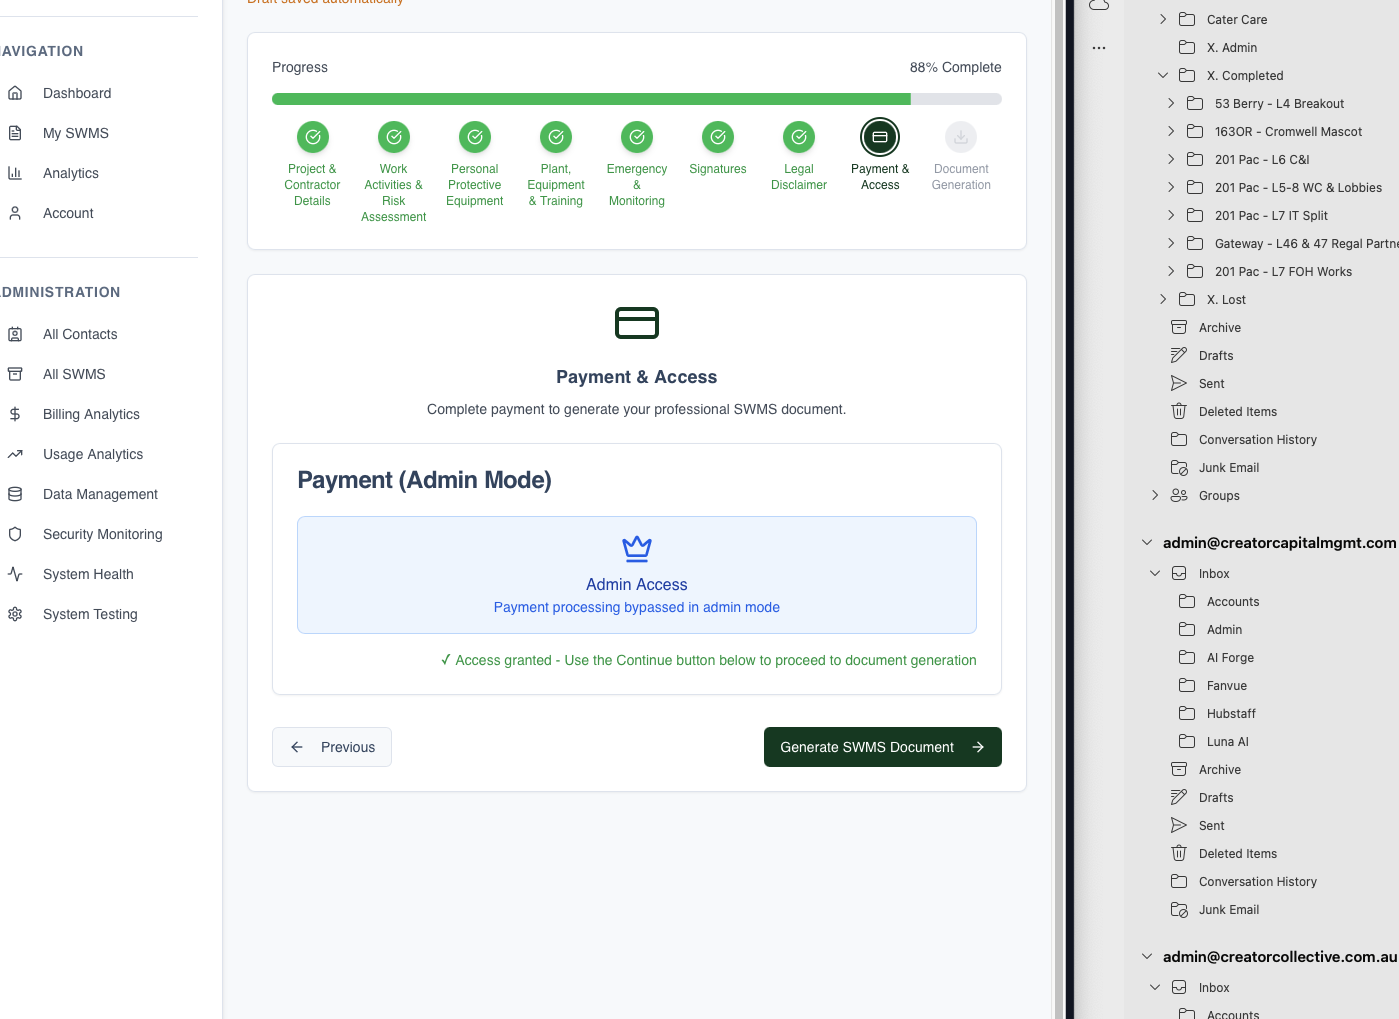 Draft saved automatically
NAVIGATION
Dashboard
My SWMS
Analytics
Account
ADMINISTRATION
All Contacts
All SWMS
Billing Analytics
Usage Analytics
Data Management
Security Monitoring
System Health
System Testing
Progress
88% Complete
Project &
Contractor
Details
Work
Activities &
Risk
Assessment
Personal
Protective
Equipment
Plant,
Equipment
& Training
Emergency
&
Monitoring
Signatures
Legal
Disclaimer
Payment &
Access
Document
Generation
Payment & Access
Complete payment to generate your professional SWMS document.
Payment (Admin Mode)
Admin Access
Payment processing bypassed in admin mode
✓ Access granted - Use the Continue button below to proceed to document generation
Previous
Generate SWMS Document
Cater Care
X. Admin
X. Completed
53 Berry - L4 Breakout
163OR - Cromwell Mascot
201 Pac - L6 C&I
201 Pac - L5-8 WC & Lobbies
201 Pac - L7 IT Split
Gateway - L46 & 47 Regal Partne
201 Pac - L7 FOH Works
X. Lost
Archive
Drafts
Sent
Deleted Items
Conversation History
Junk Email
Groups
admin@creatorcapitalmgmt.com
Inbox
Accounts
Admin
AI Forge
Fanvue
Hubstaff
Luna AI
Archive
Drafts
Sent
Deleted Items
Conversation History
Junk Email
admin@creatorcollective.com.au
Inbox
Accounts